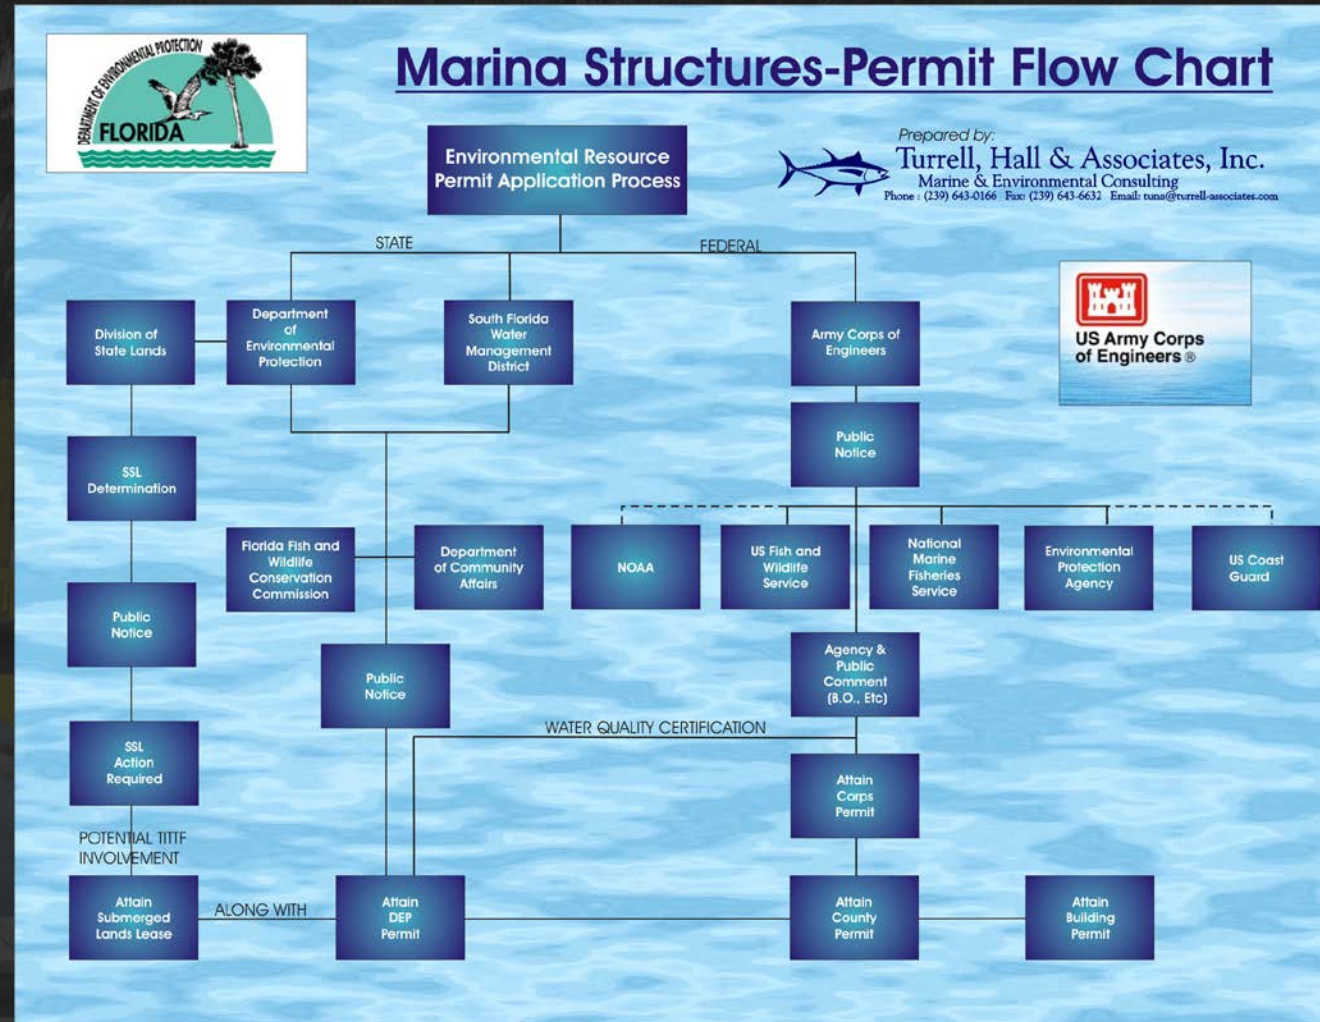 DEPARTMENT OF ENVIRONMENTAL PROTECTION
FLORIDA
Marina Structures-Permit Flow Chart
Environmental Resource
Permit Application Process
Prepared by:
Turrell, Hall & Associates, Inc.
Marine & Environmental Consulting
Phone : (239) 643-0166 Fax: (239) 643-6632 Email: tuna@turrell-associates.com
STATE
FEDERAL
Division of
State Lands
Department
of
Environmental
Protection
South Florida
Water
Management
District
Army Corps of
Engineers
US Army Corps
of Engineers ®
Public
Notice
SSL
Determination
Florida Fish and
Wildlife
Conservation
Commission
Department
of Community
Affairs
NOAA
US Fish and
Wildlife
Service
National
Marine
Fisheries
Service
Environmental
Protection
Agency
US Coast
Guard
Public
Notice
Public
Notice
Agency &
Public
Comment
(B.O., Etc)
WATER QUALITY CERTIFICATION
SSL
Action
Required
Attain
Corps
Permit
POTENTIAL TITTF
INVOLVEMENT
Attain
Submerged
Lands Lease
ALONG WITH
Attain
DEP
Permit
Attain
County
Permit
Attain
Building
Permit